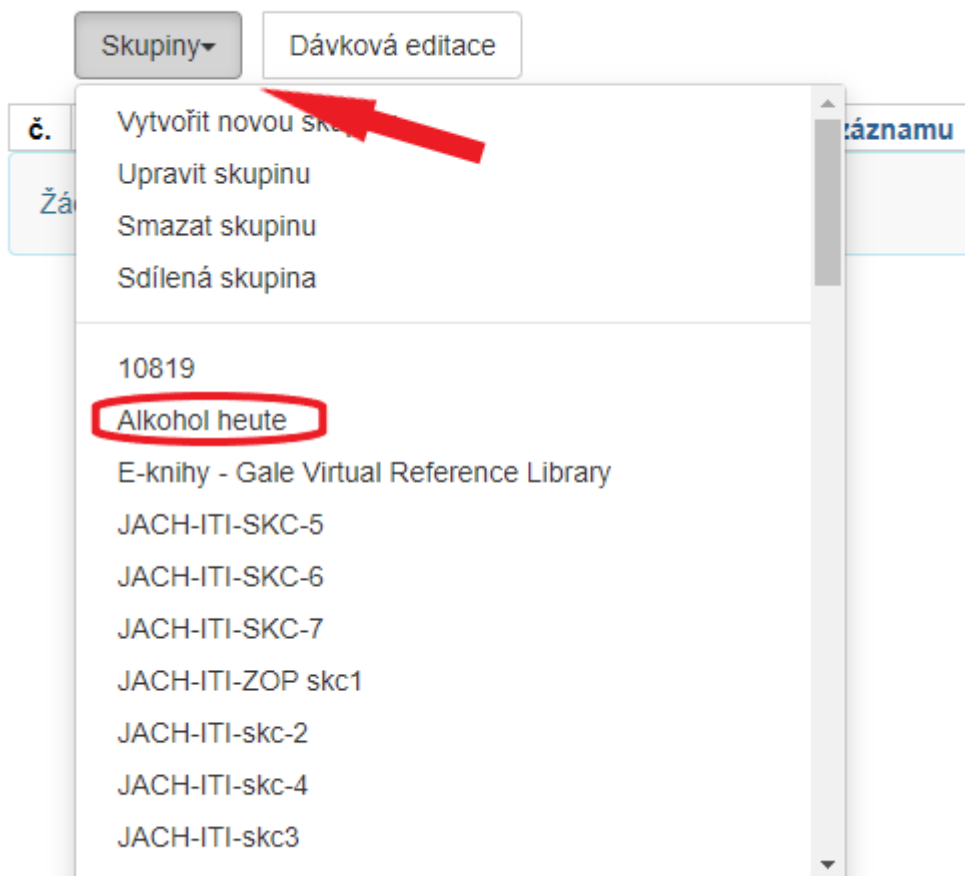 Skupiny Dávková editace
č. záznamu
Vytvořit novou
Upravit skupinu
Smazat skupinu
Sdílená skupina
10819
Alkohol heute
E-knihy - Gale Virtual Reference Library
JACH-ITI-SKC-5
JACH-ITI-SKC-6
JACH-ITI-SKC-7
JACH-ITI-ZOP skc1
JACH-ITI-skc-2
JACH-ITI-skc-4
JACH-ITI-skc3